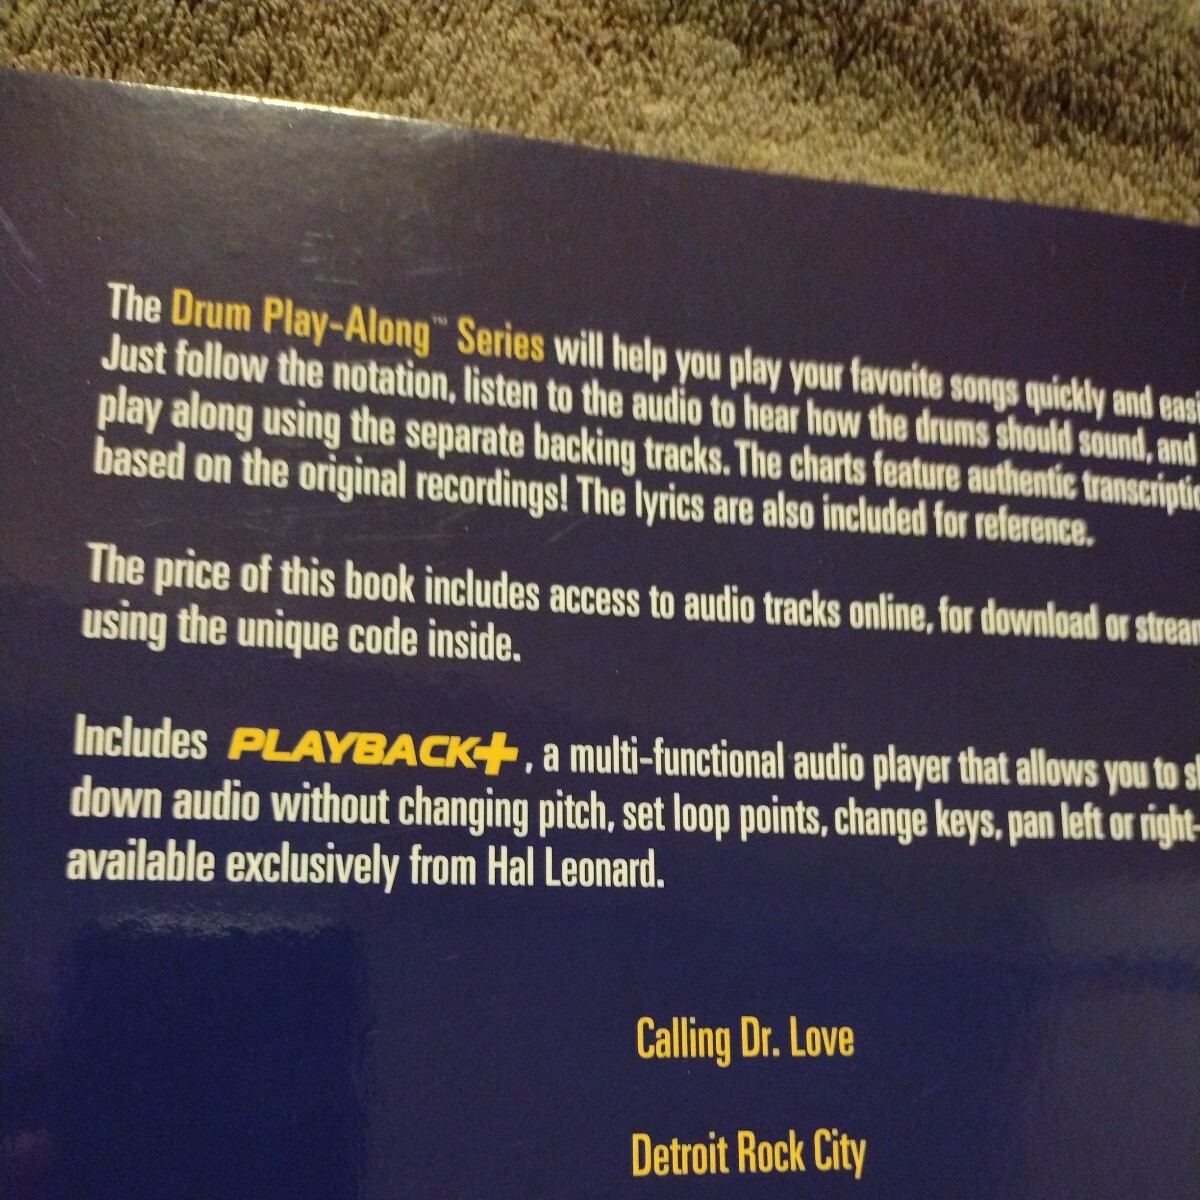 The Drum Play-Along™ Series will help you play your favorite songs quickly and
Just follow the notation, listen to the audio to hear how the drums should sound, and
play along using the separate backing tracks. The charts feature authentic
based on the original recordings! The lyrics are also included for reference.
The price of this book includes access to audio tracks online, for download or
using the unique code inside.
Includes PLAYBACK+, a multi-functional audio player that allows you to
down audio without changing pitch, set loop points, change keys, pan left or right-
available exclusively from Hal Leonard.
Calling Dr. Love
Detroit Rock City